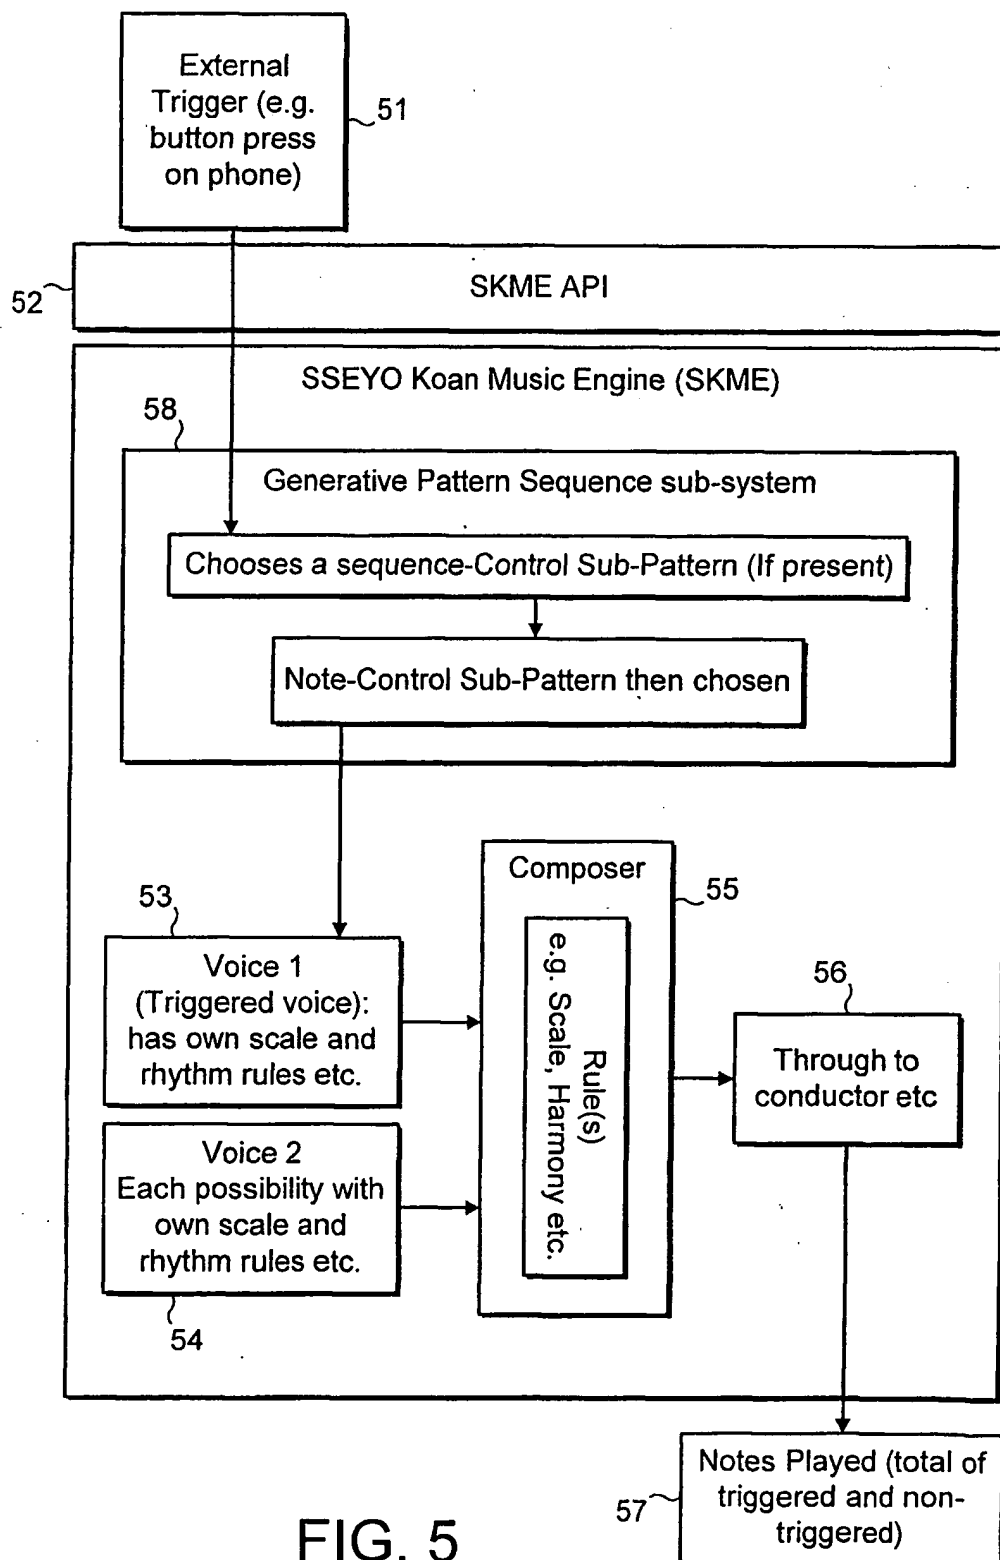 External
Trigger (e.g.
button press
on phone)
51
SKME API
52
SSEYO Koan Music Engine (SKME)
58
Generative Pattern Sequence sub-system
Chooses a sequence-Control Sub-Pattern (If present)
Note-Control Sub-Pattern then chosen
53
Voice 1
(Triggered voice):
has own scale and
rhythm rules etc.
Voice 2
Each possibility with
own scale and
rhythm rules etc.
54
Composer
55
Rule(s)
e.g. Scale, Harmony etc.
56
Through to
conductor etc
Notes Played (total of
triggered and non-
triggered)
57
FIG. 5